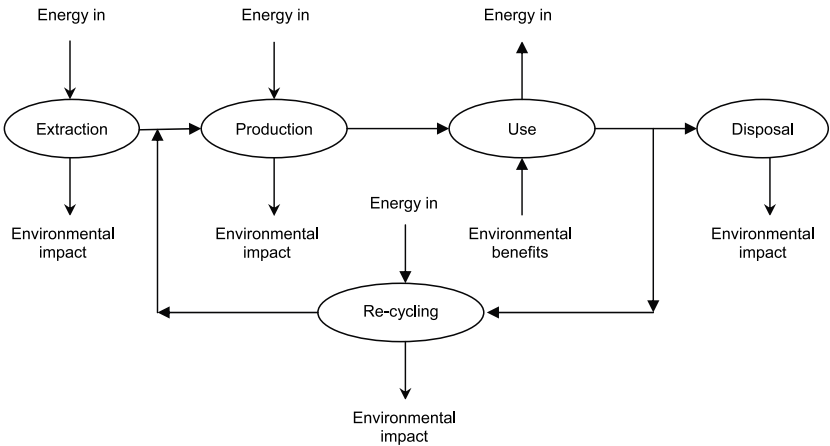 Energy in
Energy in
Energy in
Extraction
Production
Use
Disposal
Environmental
impact
Environmental
impact
Energy in
Environmental
benefits
Environmental
impact
Re-cycling
Environmental
impact